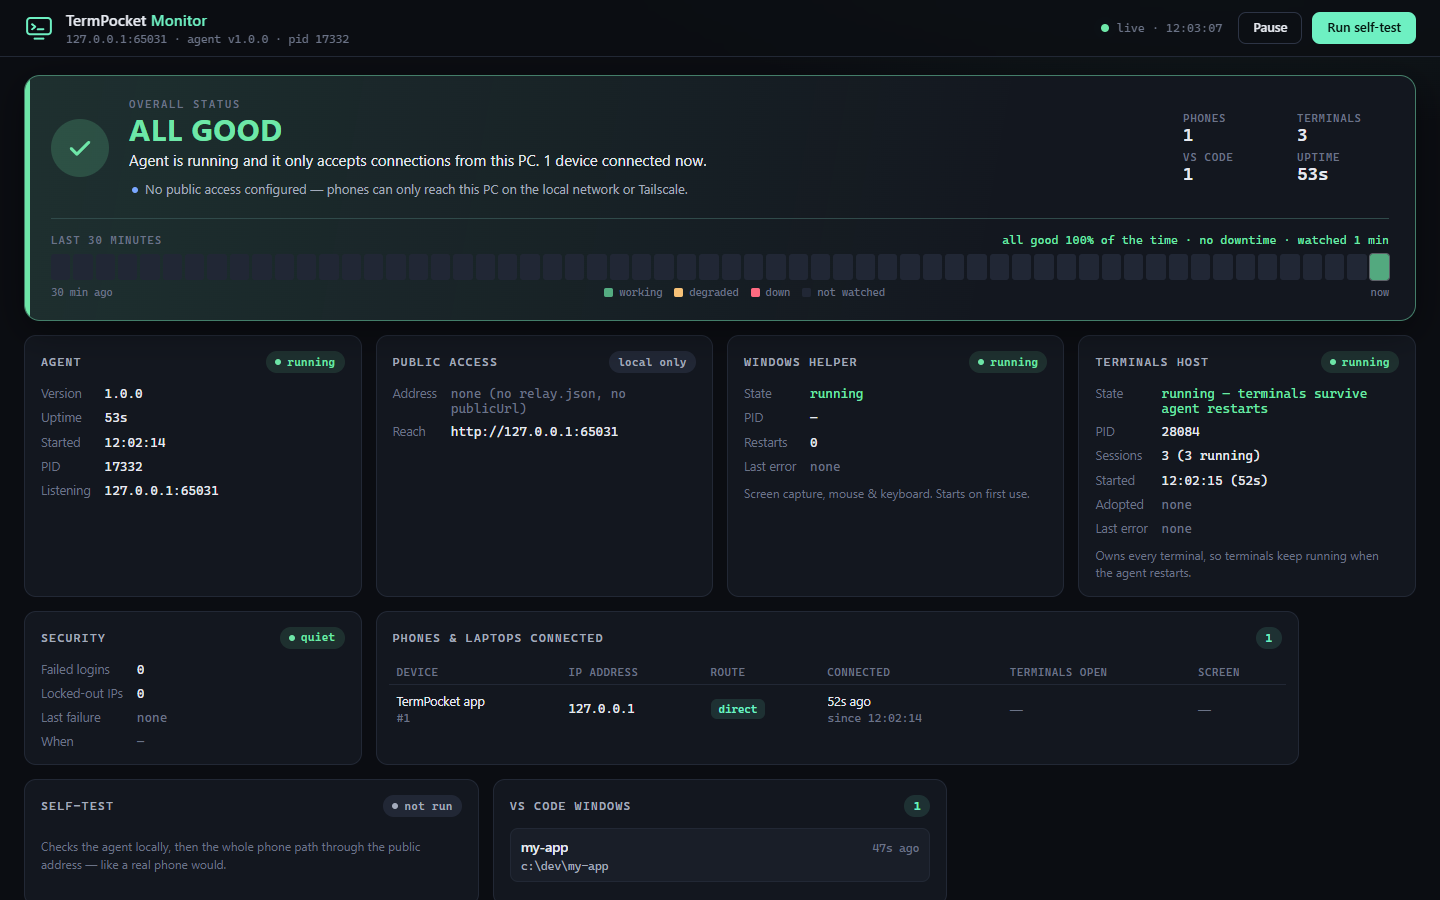 TermPocket Monitor
127.0.0.1:65031 · agent v1.0.0 · pid 17332
live · 12:03:07
Pause
Run self-test
OVERALL STATUS
ALL GOOD
Agent is running and it only accepts connections from this PC. 1 device connected now.
No public access configured — phones can only reach this PC on the local network or Tailscale.
PHONES
1
TERMINALS
3
VS CODE
1
UPTIME
53s
LAST 30 MINUTES
all good 100% of the time · no downtime · watched 1 min
30 min ago
working
degraded
down
not watched
now
AGENT
running
Version 1.0.0
Uptime 53s
Started 12:02:14
PID 17332
Listening 127.0.0.1:65031
PUBLIC ACCESS
local only
Address none (no relay.json, no
publicUrl)
Reach http://127.0.0.1:65031
WINDOWS HELPER
running
State running
PID —
Restarts 0
Last error none
Screen capture, mouse & keyboard. Starts on first use.
TERMINALS HOST
running
State running — terminals survive
agent restarts
PID 28084
Sessions 3 (3 running)
Started 12:02:15 (52s)
Adopted none
Last error none
Owns every terminal, so terminals keep running when
the agent restarts.
SECURITY
quiet
Failed logins 0
Locked-out IPs 0
Last failure none
When —
PHONES & LAPTOPS CONNECTED
1
DEVICE IP ADDRESS ROUTE CONNECTED TERMINALS OPEN SCREEN
TermPocket app 127.0.0.1 direct 52s ago — —
#1 since 12:02:14
SELF-TEST
not run
Checks the agent locally, then the whole phone path through the public
address — like a real phone would.
VS CODE WINDOWS
1
my-app 47s ago
c:\dev\my-app